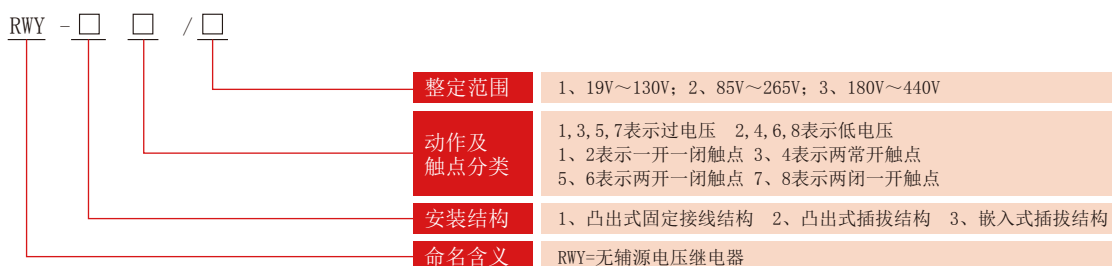 RWY -□ □ /□
整定范围 1、19V～130V；2、85V～265V；3、180V～440V
动作及
触点分类
1,3,5,7表示过电压 2,4,6,8表示低电压
1、2表示一开一闭触点 3、4表示两常开触点
5、6表示两开一闭触点 7、8表示两闭一开触点
安装结构 1、凸出式固定接线结构 2、凸出式插拔结构 3、嵌入式插拔结构
命名含义 RWY=无辅源电压继电器